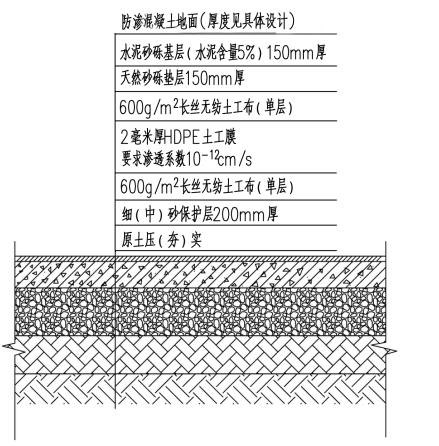 防渗混凝土地面(厚度见具体设计)
水泥砂砾基层(水泥含量5%)150mm厚
天然砂砾垫层150mm厚
600g/m²长丝无纺土工布(单层)
2毫米厚HDPE土工膜
要求渗透系数10⁻¹²cm/s
600g/m²长丝无纺土工布(单层)
细(中)砂保护层200mm厚
原土压(夯)实